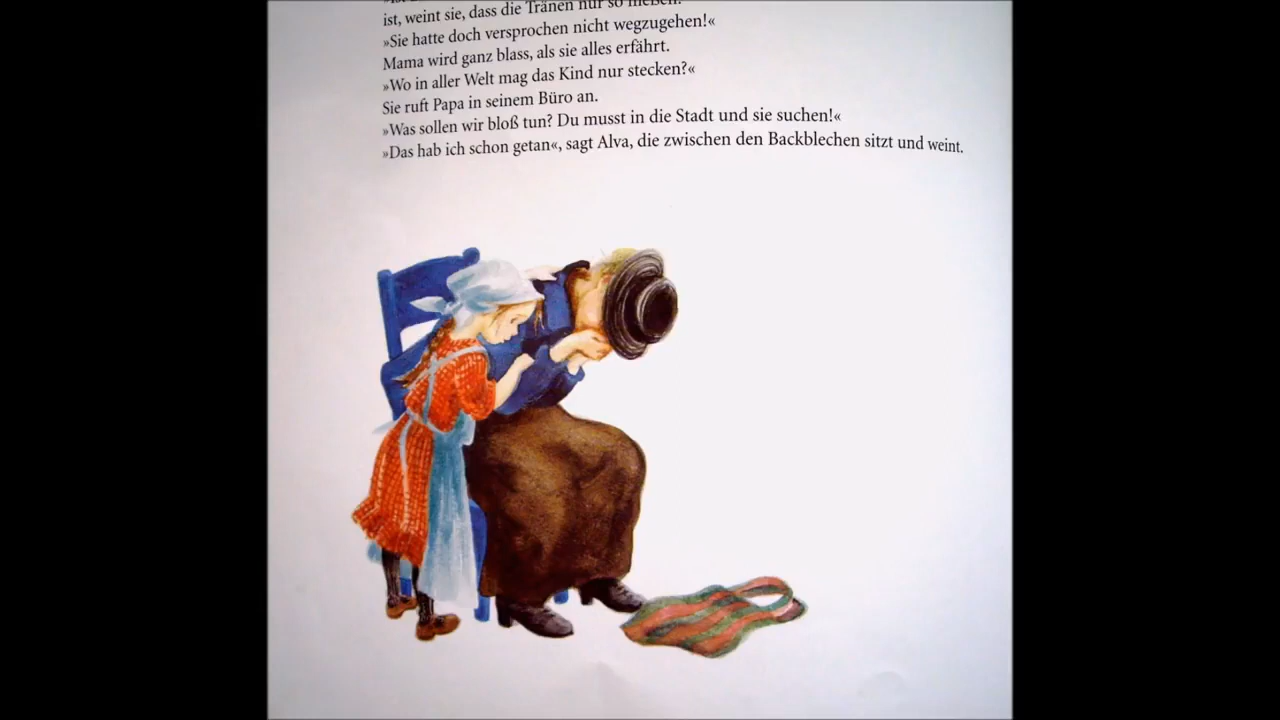 ist, weint sie, dass die Tränen nur so fließen.
»Sie hatte doch versprochen nicht wegzugehen!«
Mama wird ganz blass, als sie alles erfährt.
»Wo in aller Welt mag das Kind nur stecken?«
Sie ruft Papa in seinem Büro an.
»Was sollen wir bloß tun? Du musst in die Stadt und sie suchen!«
»Das hab ich schon getan«, sagt Alva, die zwischen den Backblechen sitzt und weint.